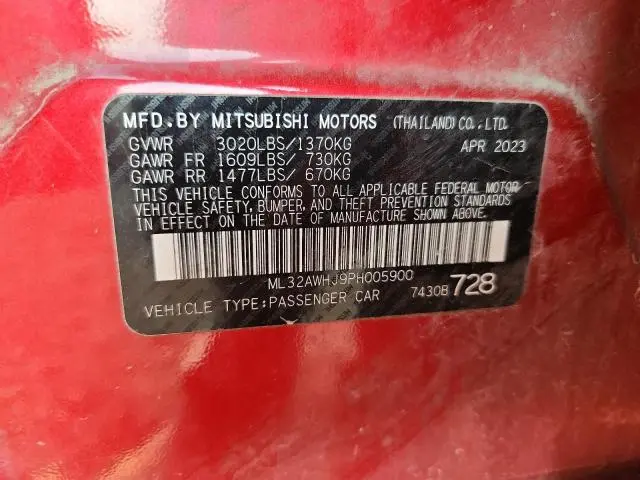 MFD.BY MITSUBISHI MOTORS (THAILAND)CO.,LTD.
GVWR 3020LBS/1370KG APR 2023
GAWR FR 1609LBS/ 730KG
GAWR RR 1477LBS/ 670KG
THIS VEHICLE CONFORMS TO ALL APPLICABLE FEDERAL MOTOR
VEHICLE SAFETY, BUMPER, AND THEFT PREVENTION STANDARDS
IN EFFECT ON THE DATE OF MANUFACTURE SHOWN ABOVE.
ML32AWHJ9PH005900
VEHICLE TYPE:PASSENGER CAR 7430B 728